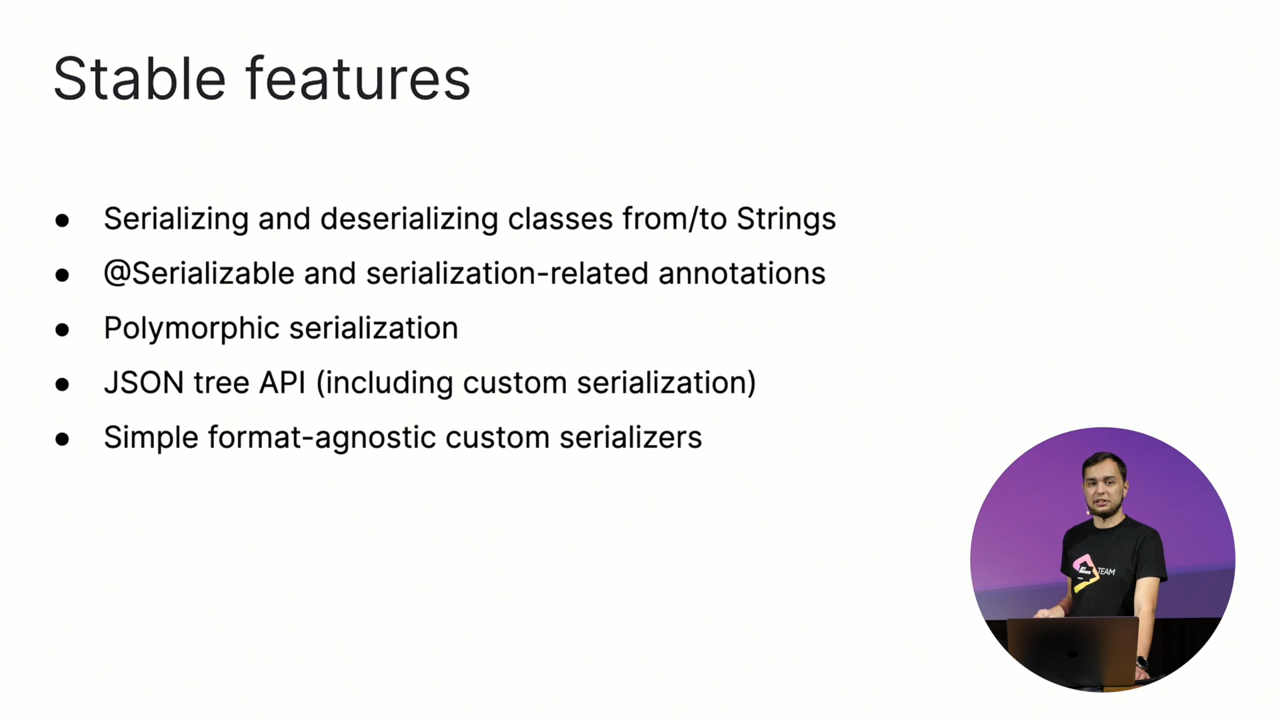 Stable features
● Serializing and deserializing classes from/to Strings
● @Serializable and serialization-related annotations
● Polymorphic serialization
● JSON tree API (including custom serialization)
● Simple format-agnostic custom serializers
TEAM